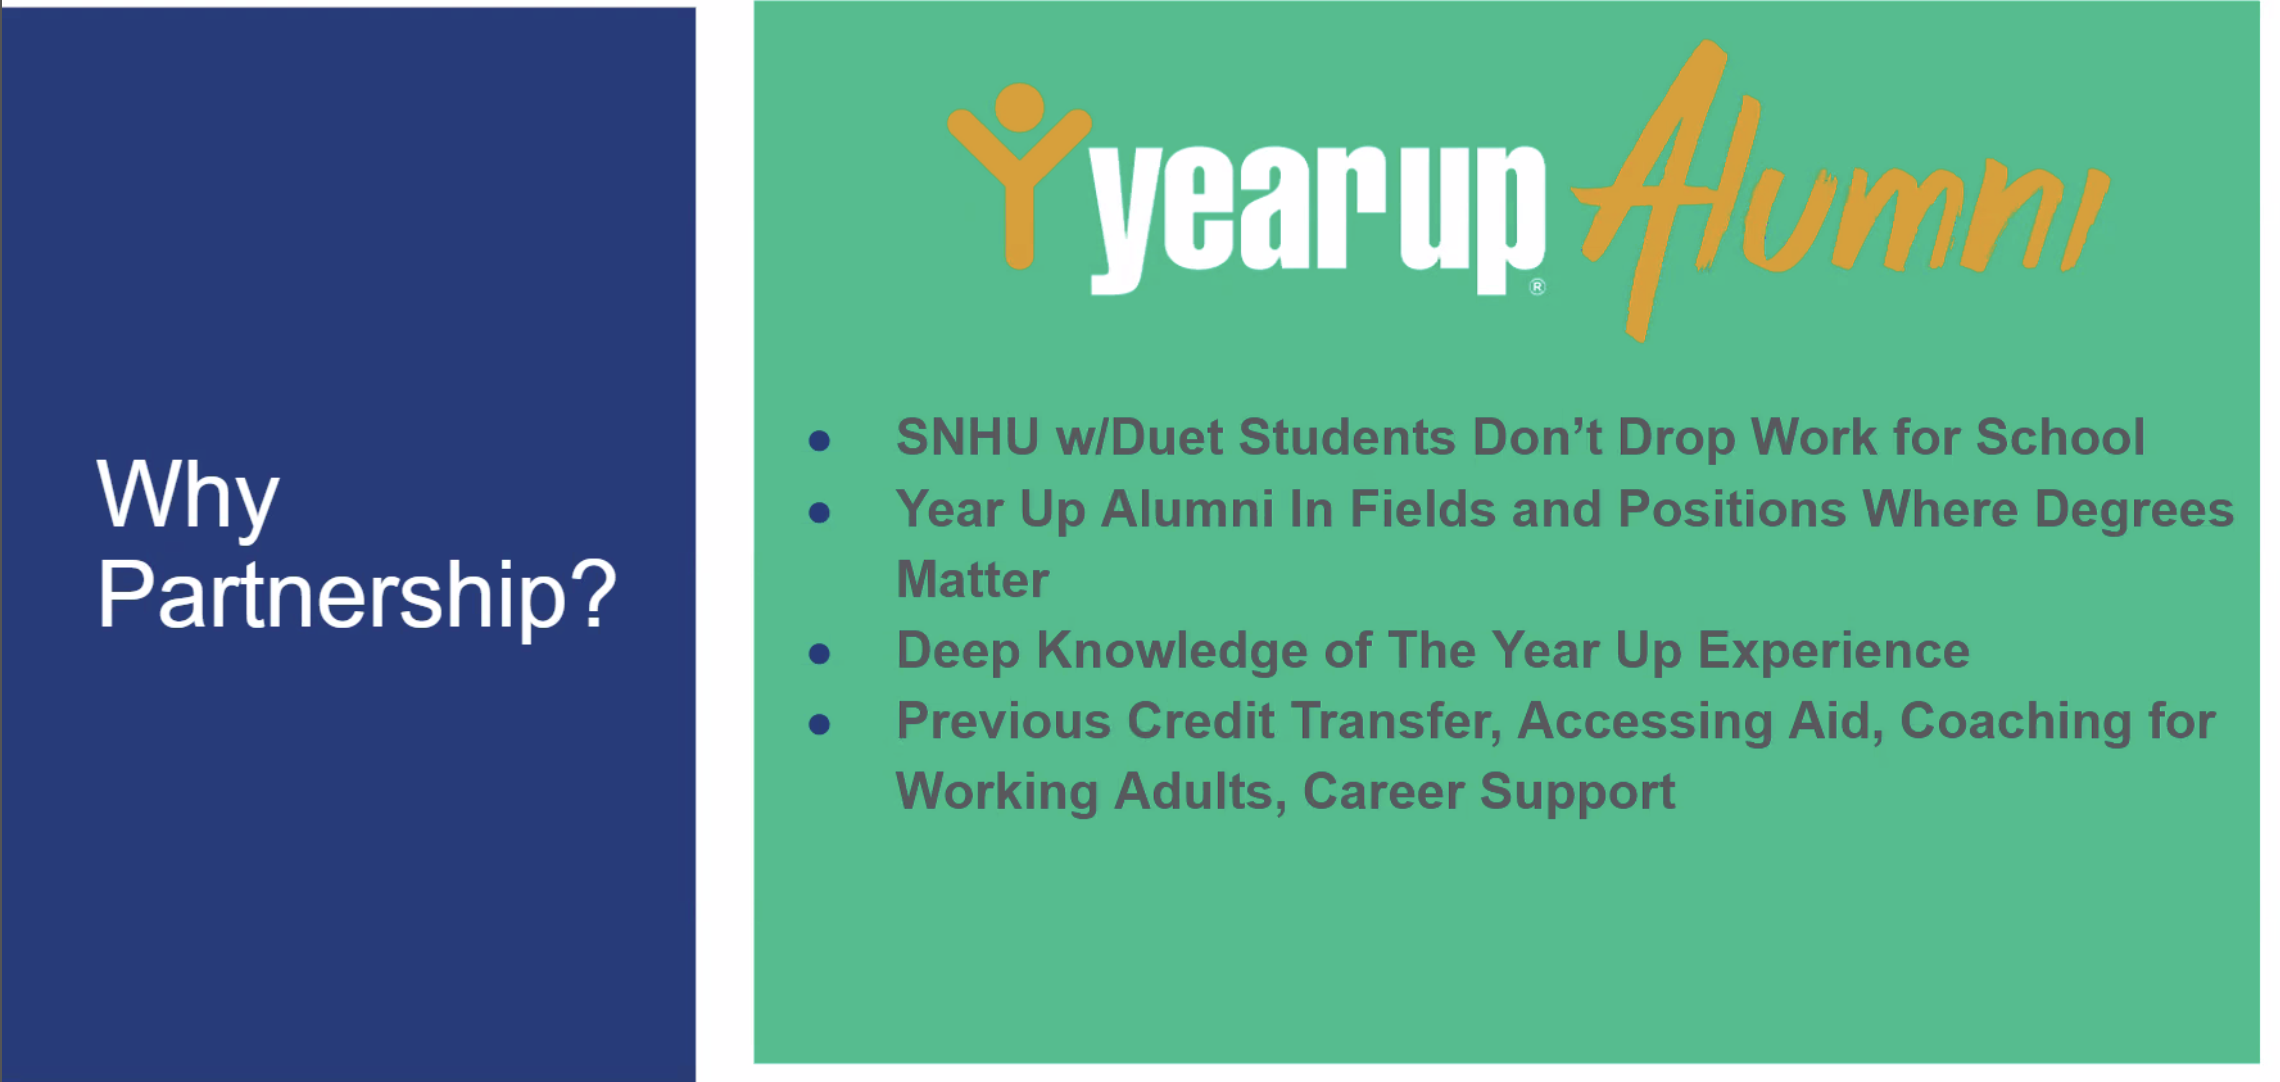 Why
Partnership?
yearup Alumni
®
● SNHU w/Duet Students Don’t Drop Work for School
● Year Up Alumni In Fields and Positions Where Degrees
Matter
● Deep Knowledge of The Year Up Experience
● Previous Credit Transfer, Accessing Aid, Coaching for
Working Adults, Career Support